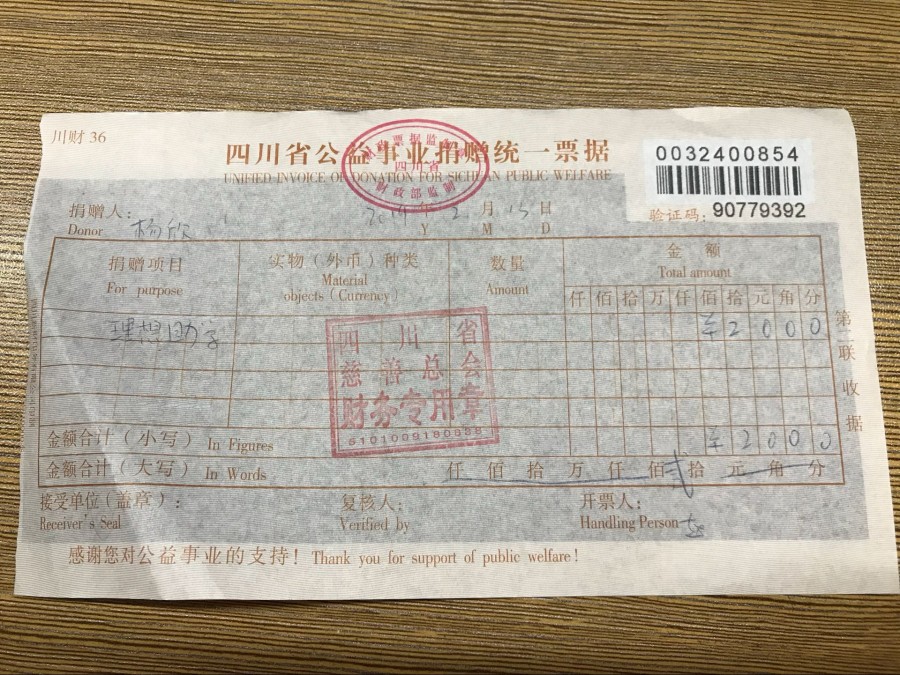 川财 36
四川省公益事业捐赠统一票据
UNIFIED INVOICE OF DONATION FOR SICHUAN PUBLIC WELFARE
四川省
0032400854
验证码: 90779392
捐赠人: 杨欣
Donor
2019 年 2 月 15 日
Y M D
捐赠项目 实物（外币）种类 数量 金额
For purpose Material objects (Currency) Amount Total amount
仟 佰 拾 万 仟 佰 拾 元 角 分
理想助学 ¥ 2 0 0 0
四川省
慈善总会
财务专用章
金额合计（小写） In Figures ¥ 2 0 0 0
金额合计（大写） In Words 仟 佰 拾 万 仟 佰 贰 拾 元 角 分
接受单位（盖章）: 复核人: 开票人:
Receiver's Seal Verified by Handling Person
感谢您对公益事业的支持! Thank you for support of public welfare!
第二联 收据